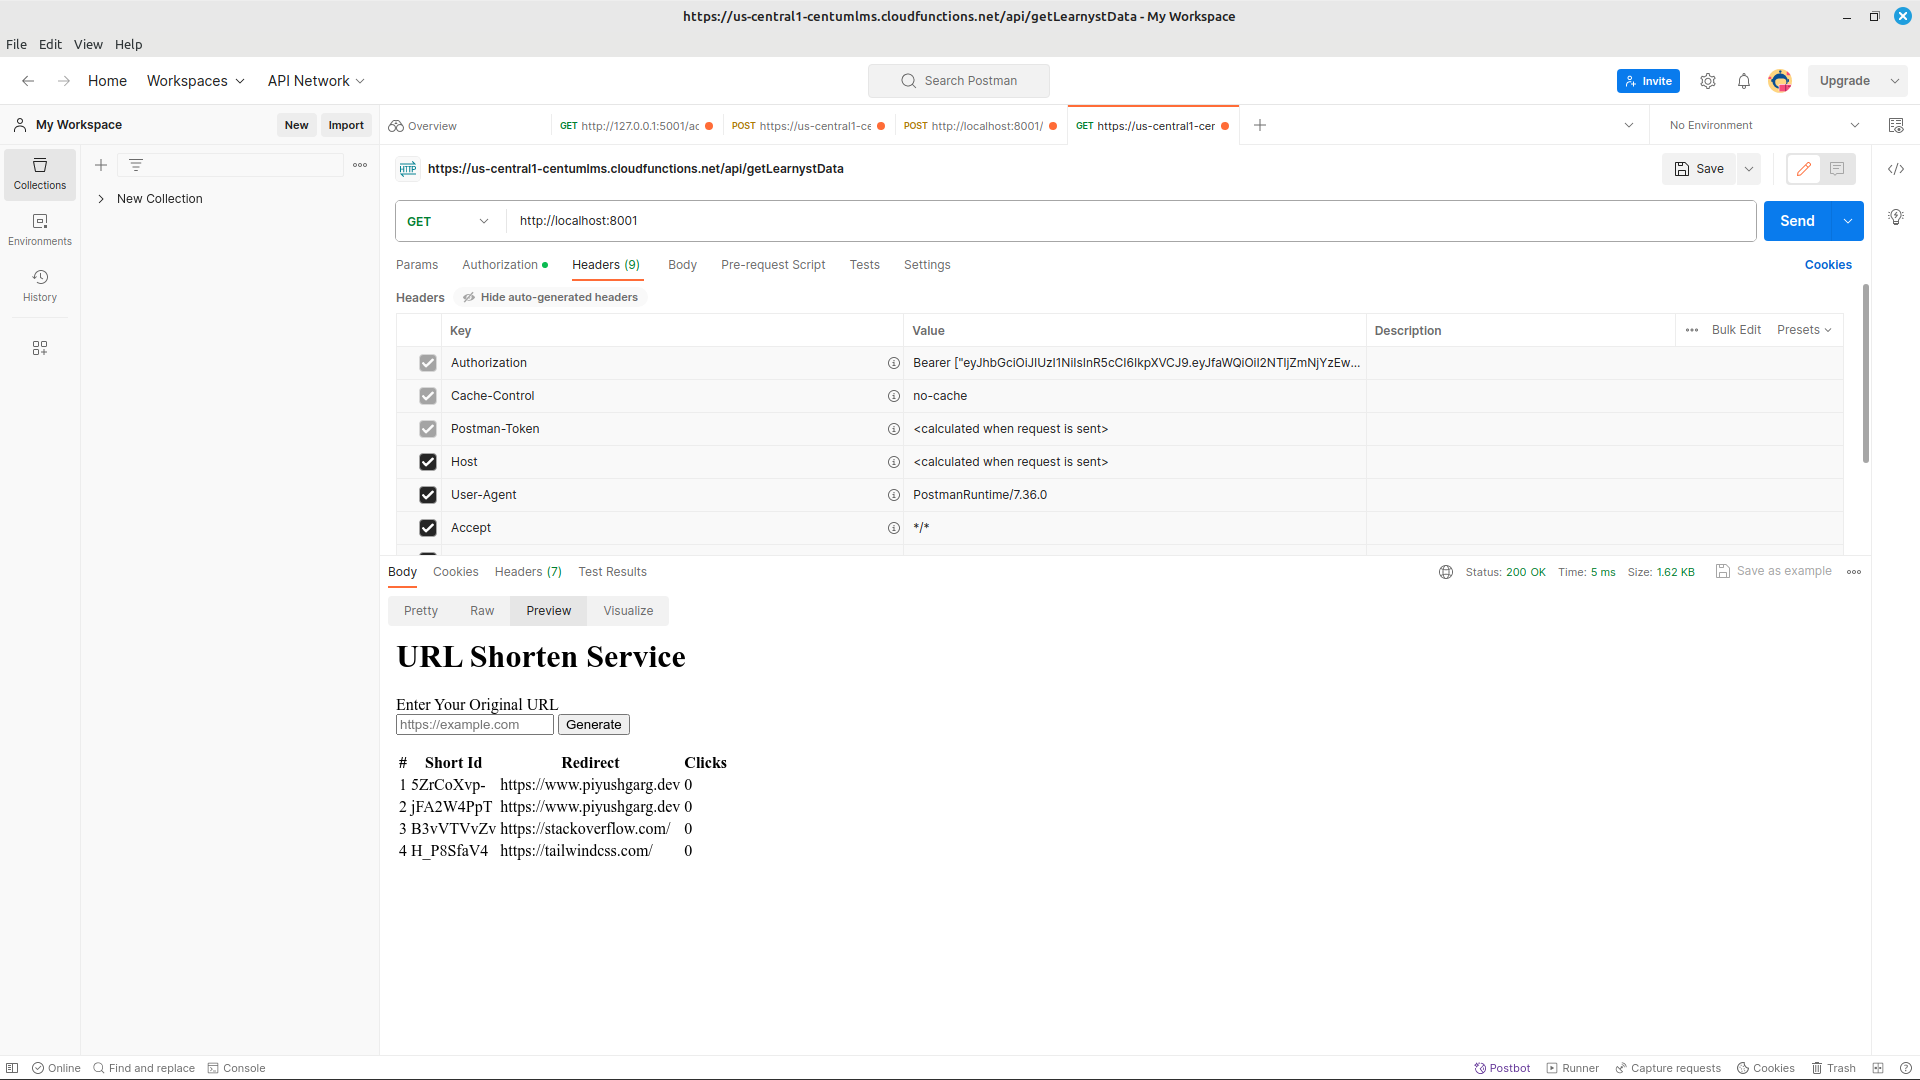 https://us-central1-centumlms.cloudfunctions.net/api/getLearnystData - My Workspace
File Edit View Help
Home Workspaces API Network Search Postman Invite Upgrade
My Workspace New Import Overview GET http://127.0.0.1:5001/ac POST https://us-central1-ce POST http://localhost:8001/ GET https://us-central1-cer No Environment
Collections
Environments
History
New Collection
HTTP https://us-central1-centumlms.cloudfunctions.net/api/getLearnystData Save
GET http://localhost:8001 Send
Params Authorization Headers (9) Body Pre-request Script Tests Settings Cookies
Headers Hide auto-generated headers
Key Value Description Bulk Edit Presets
Authorization Bearer ["eyJhbGciOiJIUzI1NiIsInR5cCI6IkpXVCJ9.eyJfaWQiOiI2NTljZmNjYzEw...
Cache-Control no-cache
Postman-Token <calculated when request is sent>
Host <calculated when request is sent>
User-Agent PostmanRuntime/7.36.0
Accept */*
Body Cookies Headers (7) Test Results Status: 200 OK Time: 5 ms Size: 1.62 KB Save as example
Pretty Raw Preview Visualize
URL Shorten Service
Enter Your Original URL
https://example.com Generate
# Short Id Redirect Clicks
1 5ZrCoXvp- https://www.piyushgarg.dev 0
2 jFA2W4PpT https://www.piyushgarg.dev 0
3 B3vVTVvZv https://stackoverflow.com/ 0
4 H_P8SfaV4 https://tailwindcss.com/ 0
Online Find and replace Console Postbot Runner Capture requests Cookies Trash